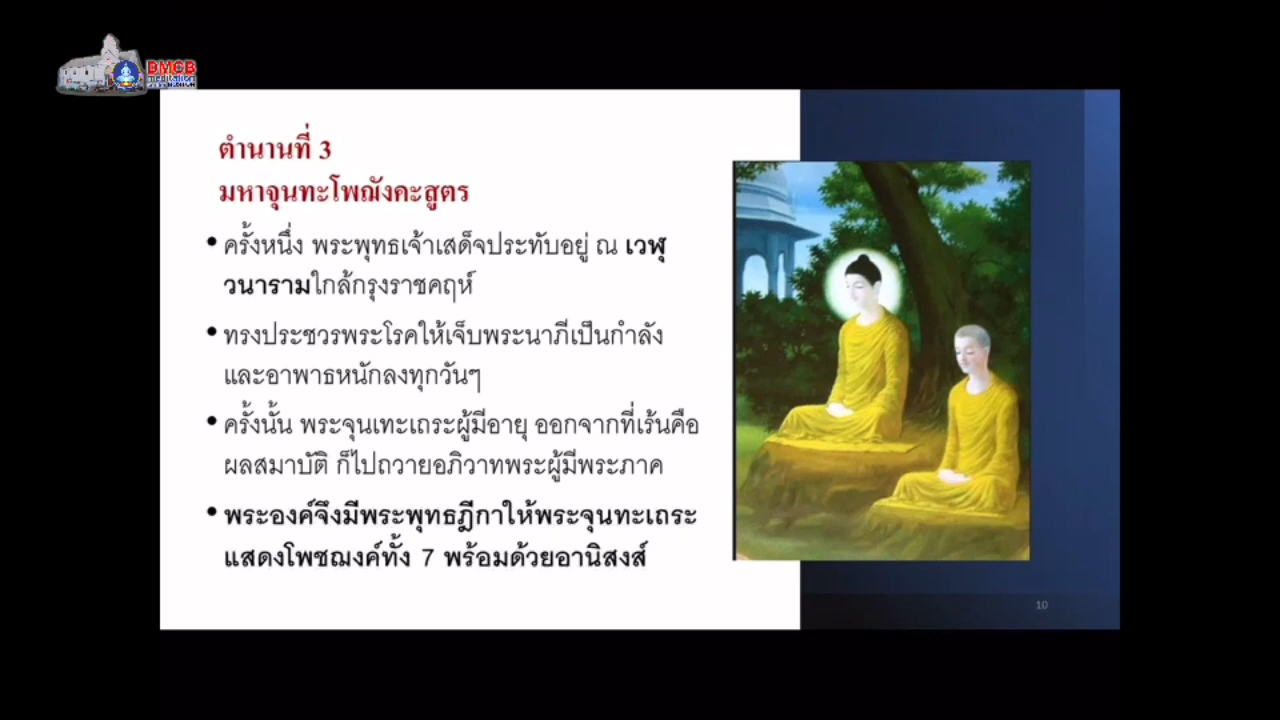 DMCB
meditation
ตำนานที่ 3
มหาจุนทะโพฌังคะสูตร
• ครั้งหนึ่ง พระพุทธเจ้าเสด็จประทับอยู่ ณ เวฬุ
วนารามใกล้กรุงราชคฤห์
• ทรงประชวรพระโรคให้เจ็บพระนาภีเป็นกำลัง
และอาพาธหนักลงทุกวันๆ
• ครั้งนั้น พระจุนเทะเถระผู้มีอายุ ออกจากที่เร้นคือ
ผลสมาบัติ ก็ไปถวายอภิวาทพระผู้มีพระภาค
• พระองค์จึงมีพระพุทธฎีกาให้พระจุนทะเถระ
แสดงโพชฌงค์ทั้ง 7 พร้อมด้วยอานิสงส์
10